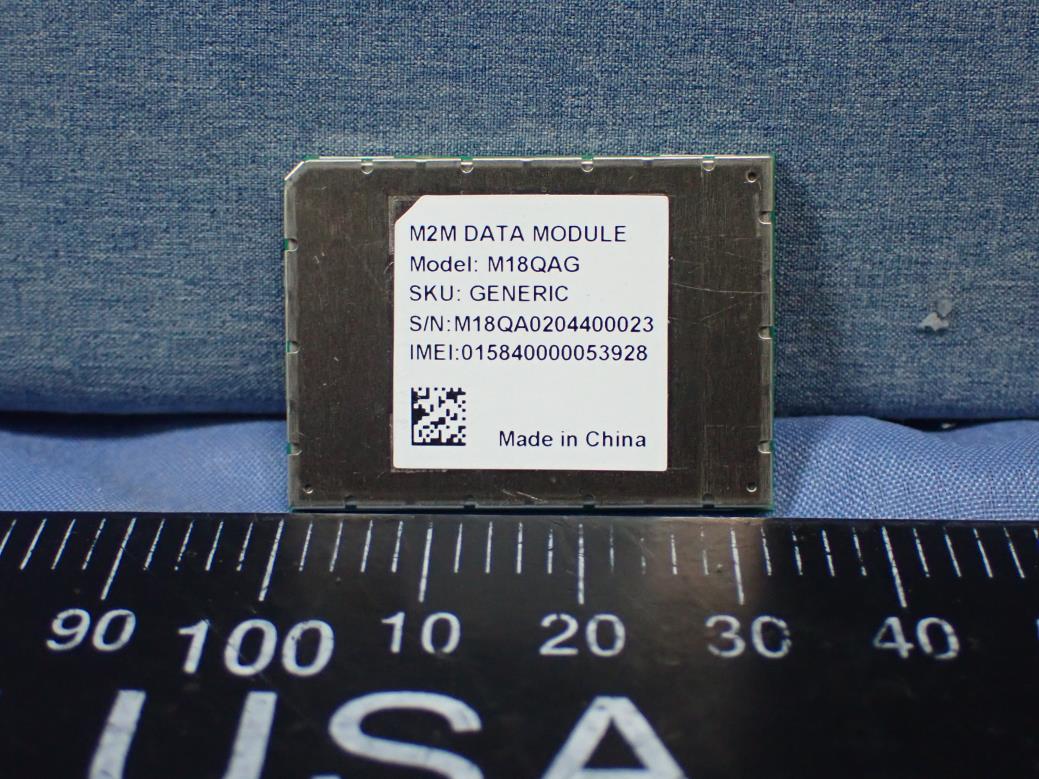 M2M DATA MODULE
Model: M18QAG
SKU: GENERIC
S/N:M18QA0204400023
IMEI:015840000053928
Made in China
90 100 10 20 30 40
USA